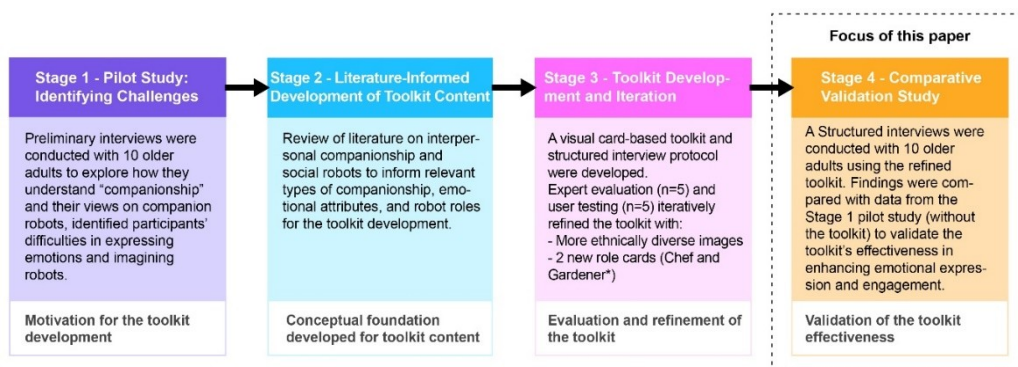 Focus of this paper
Stage 1 - Pilot Study:
Identifying Challenges
Preliminary interviews were
conducted with 10 older
adults to explore how they
understand “companionship”
and their views on companion
robots, identified participants’
difficulties in expressing
emotions and imagining
robots.
Motivation for the toolkit
development
Stage 2 - Literature-Informed
Development of Toolkit Content
Review of literature on interper-
sonal companionship and
social robots to inform relevant
types of companionship, emo-
tional attributes, and robot roles
for the toolkit development.
Conceptual foundation
developed for toolkit content
Stage 3 - Toolkit Develop-
ment and Iteration
A visual card-based toolkit and
structured interview protocol
were developed.
Expert evaluation (n=5) and
user testing (n=5) iteratively
refined the toolkit with:
- More ethnically diverse images
- 2 new role cards (Chef and
Gardener*)
Evaluation and refinement of
the toolkit
Stage 4 - Comparative
Validation Study
A Structured interviews were
conducted with 10 older
adults using the refined
toolkit. Findings were com-
pared with data from the
Stage 1 pilot study (without
the toolkit) to validate the
toolkit’s effectiveness in
enhancing emotional expres-
sion and engagement.
Validation of the toolkit
effectiveness